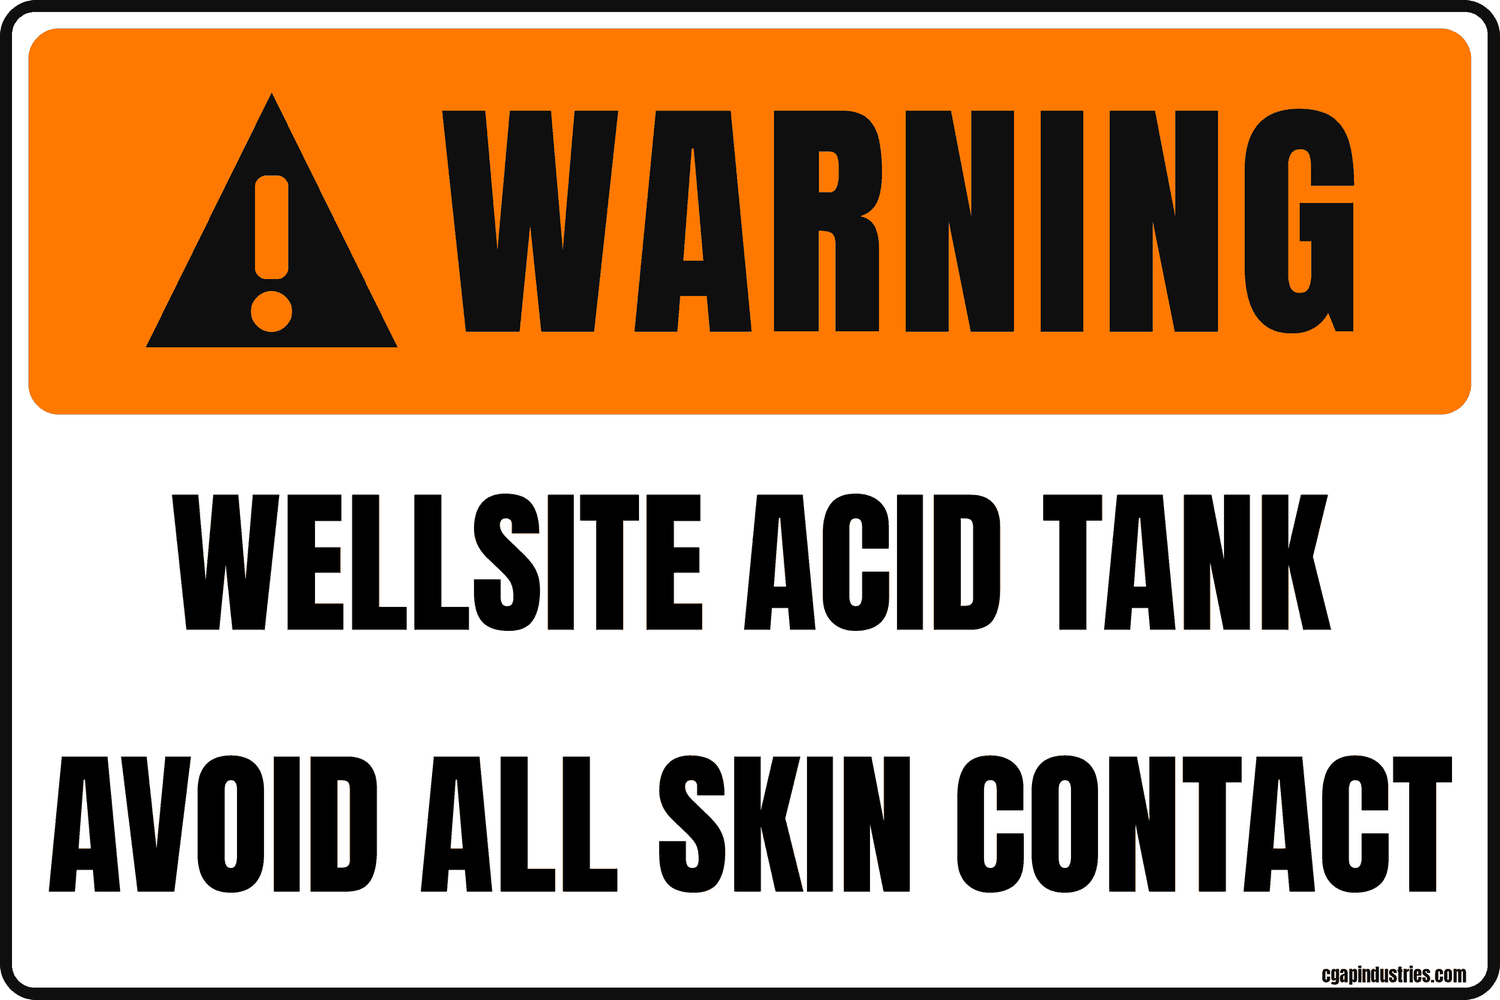 WARNING
WELLSITE ACID TANK
AVOID ALL SKIN CONTACT
cgapindustries.com